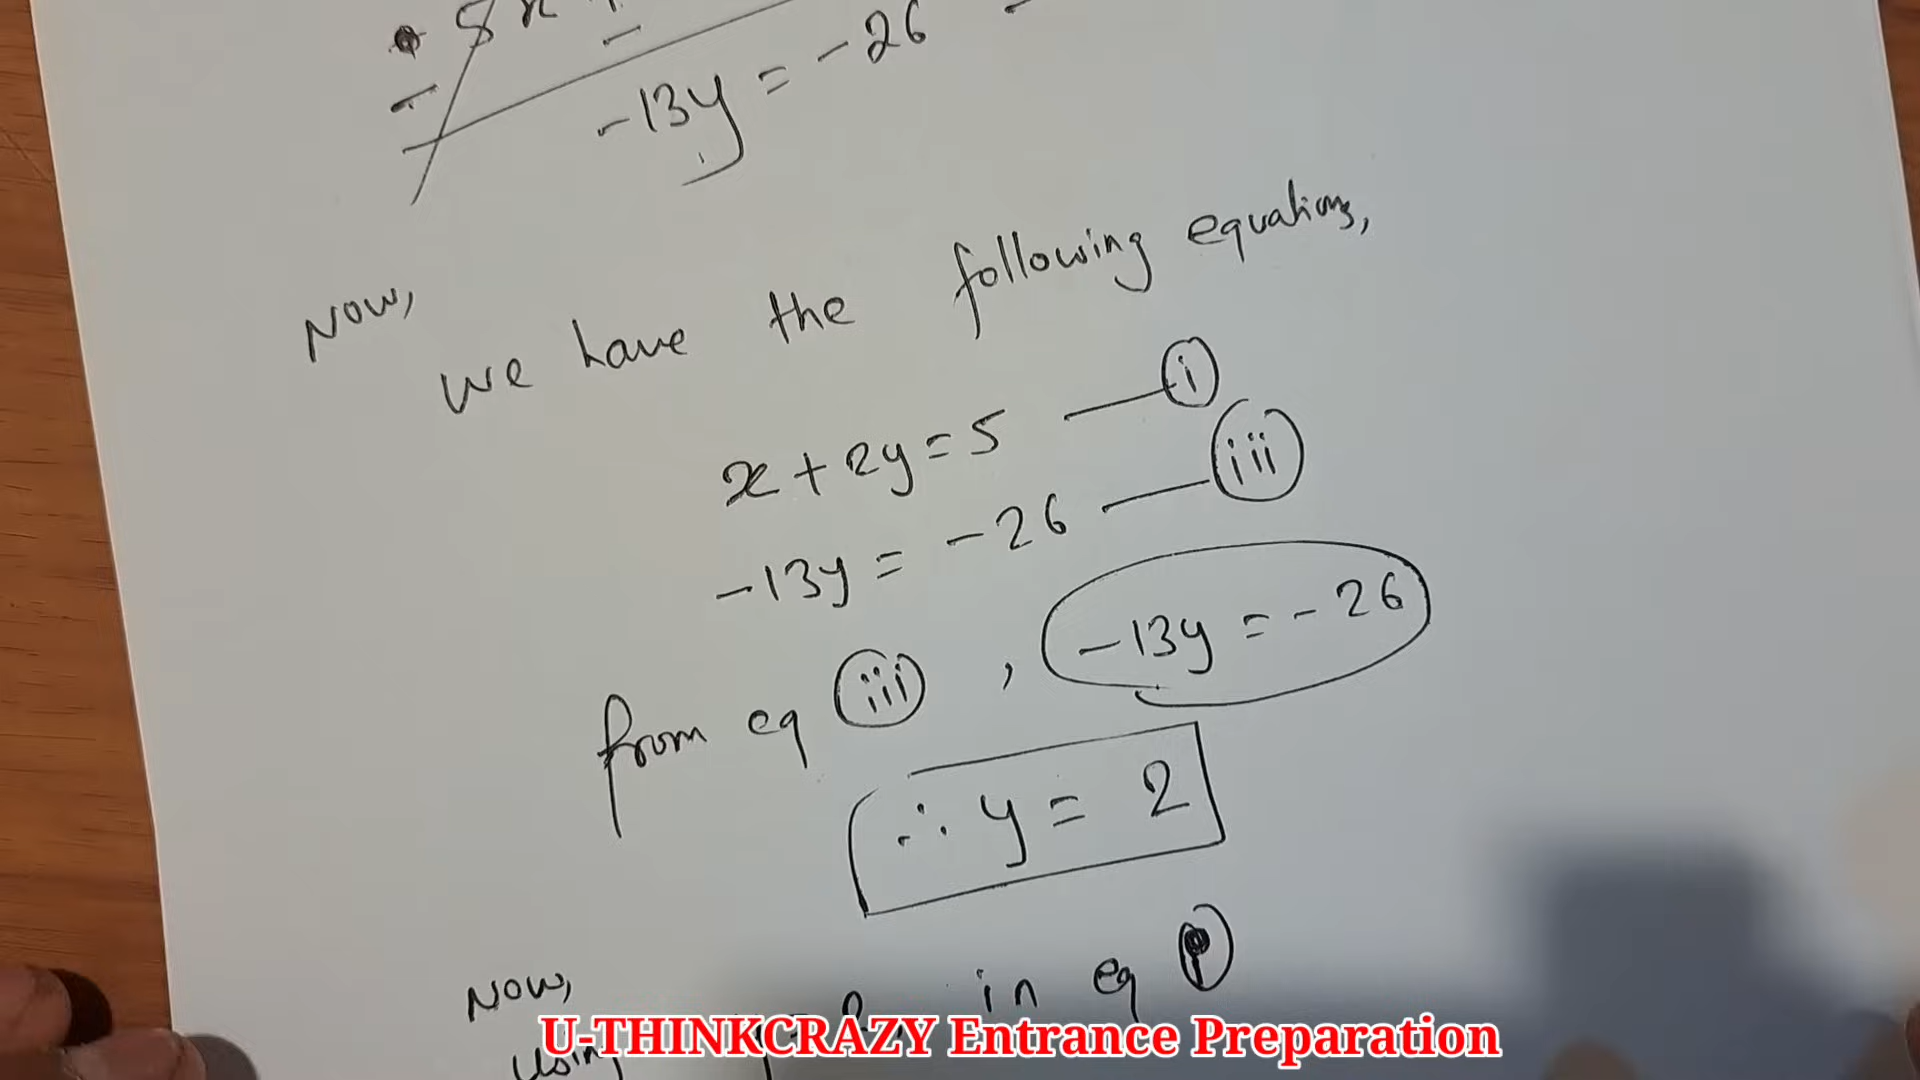 -13y = -26
Now,
we have the following equations,
x + 2y = 5 — (i)
-13y = -26 — (iii)
from eq (iii) , -13y = -26
∴ y = 2
Now,
using in eq
U-THINKCRAZY Entrance Preparation